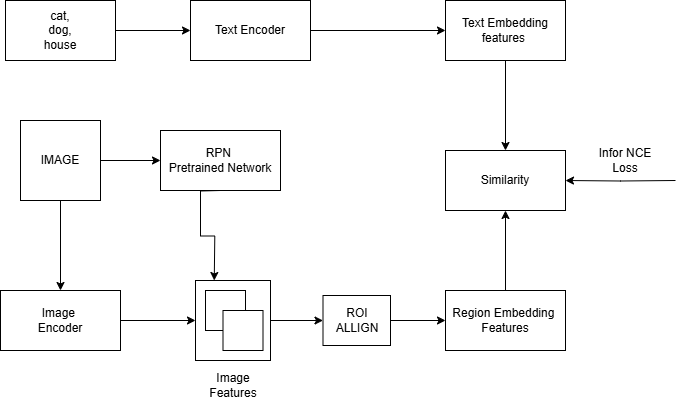 cat,
dog,
house
Text Encoder
Text Embedding
features
IMAGE
RPN
Pretrained Network
Similarity
Infor NCE
Loss
Image
Encoder
ROI
ALLIGN
Region Embedding
Features
Image
Features